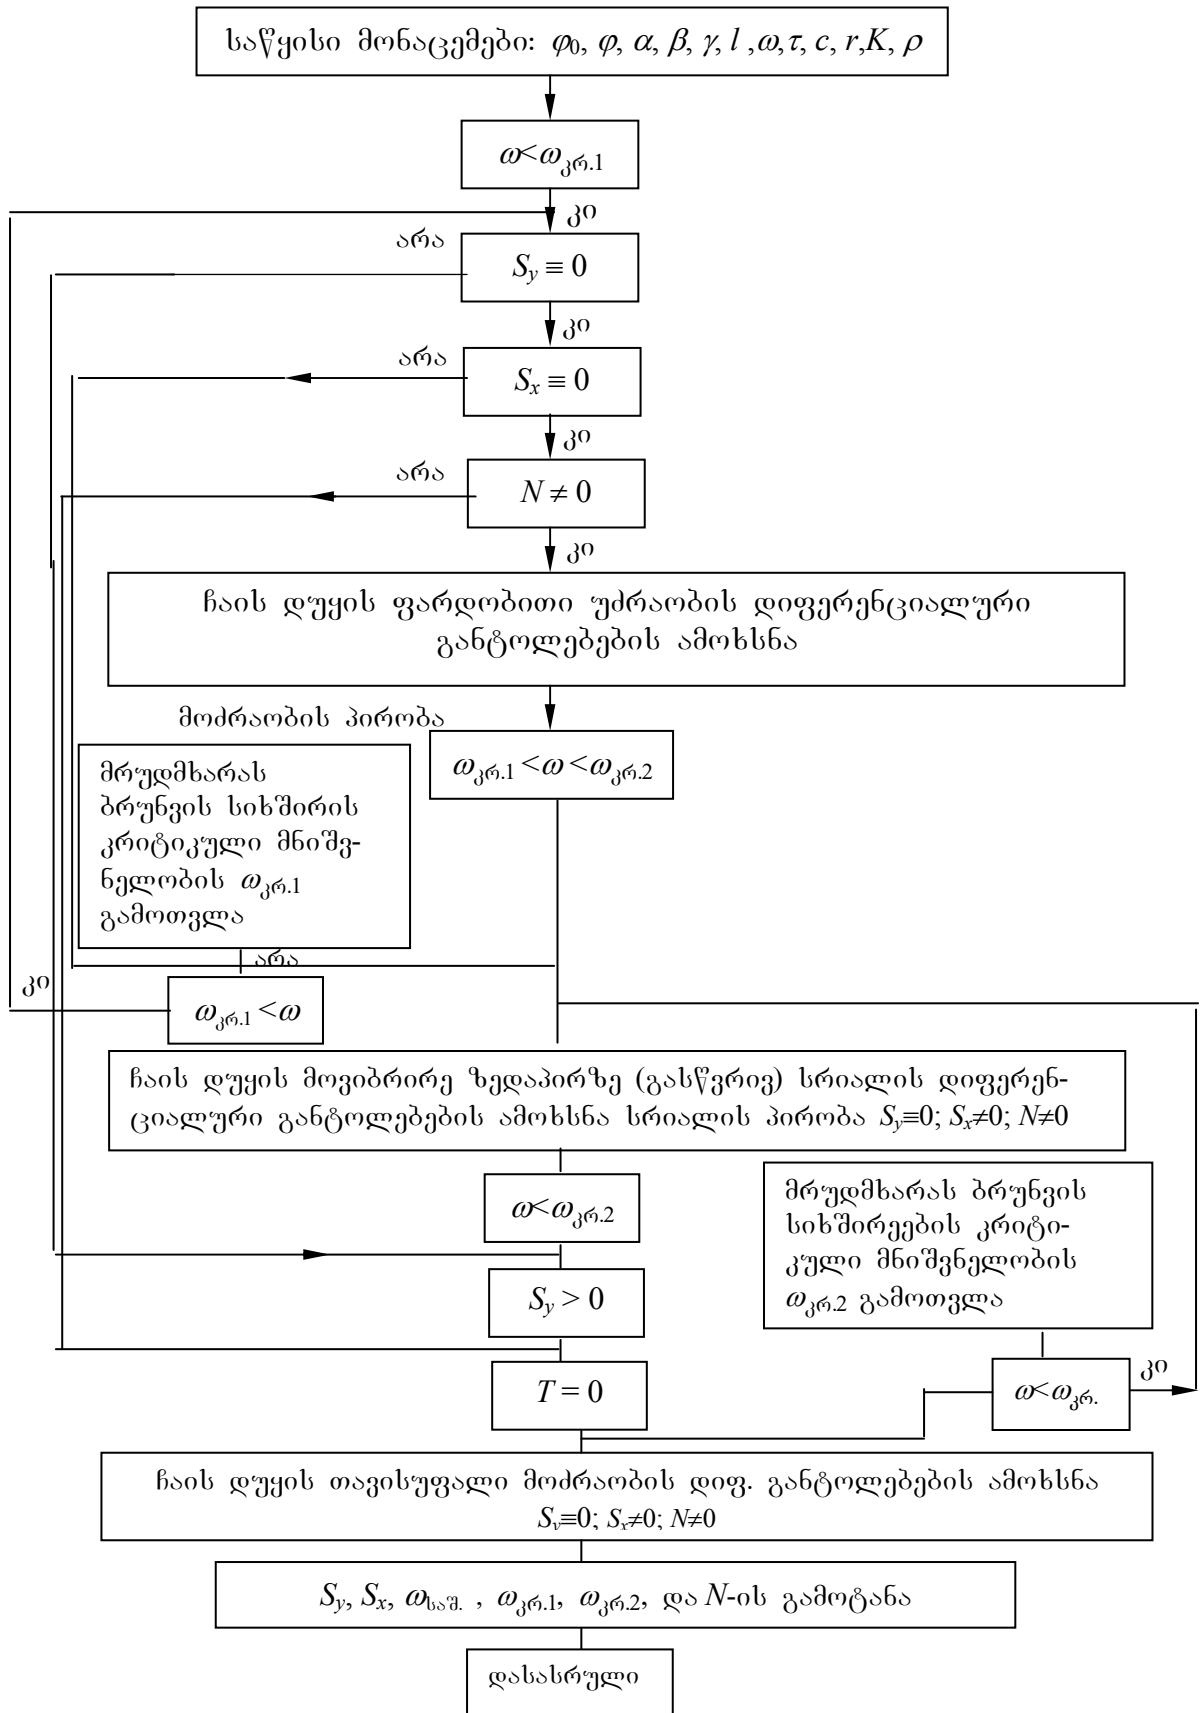 საწყისი მონაცემები: φ0, φ, α, β, γ, l ,ω,τ, c, r,K, ρ
ω<ωკრ.1
კი
არა
Sy ≡ 0
კი
არა
Sx ≡ 0
კი
არა
N ≠ 0
კი
ჩაის დუყის ფარდობითი უძრაობის დიფერენციალური
განტოლებების ამოხსნა
მოძრაობის პირობა
ωკრ.1 <ω <ωკრ.2
მრუდმხარას
ბრუნვის სიხშირის
კრიტიკული მნიშვ-
ნელობის ωკრ.1
გამოთვლა
არა
კი
ωკრ.1 <ω
ჩაის დუყის მოვიბრირე ზედაპირზე (გასწვრივ) სრიალის დიფერენ-
ციალური განტოლებების ამოხსნა სრიალის პირობა Sy≡0; Sx≠0; N≠0
ω<ωკრ.2
მრუდმხარას ბრუნვის
სიხშირეების კრიტი-
კული მნიშვნელობის
ωკრ.2 გამოთვლა
Sy > 0
T = 0
ω<ωკრ.
კი
ჩაის დუყის თავისუფალი მოძრაობის დიფ. განტოლებების ამოხსნა
Sy≡0; Sx≠0; N≠0
Sy, Sx, ωსაშ. , ωკრ.1, ωკრ.2, და N-ის გამოტანა
დასასრული